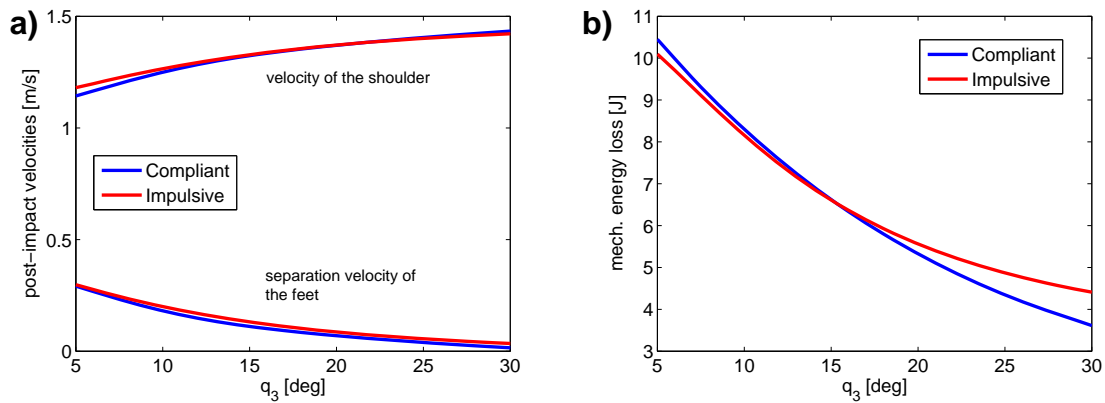 a)
post−impact velocities [m/s]
1.5
1
0.5
0
velocity of the shoulder
Compliant
Impulsive
separation velocity of
the feet
5 10 15 20 25 30
q3 [deg]
b)
mech. energy loss [J]
11
10
9
8
7
6
5
4
3
Compliant
Impulsive
5 10 15 20 25 30
q3 [deg]